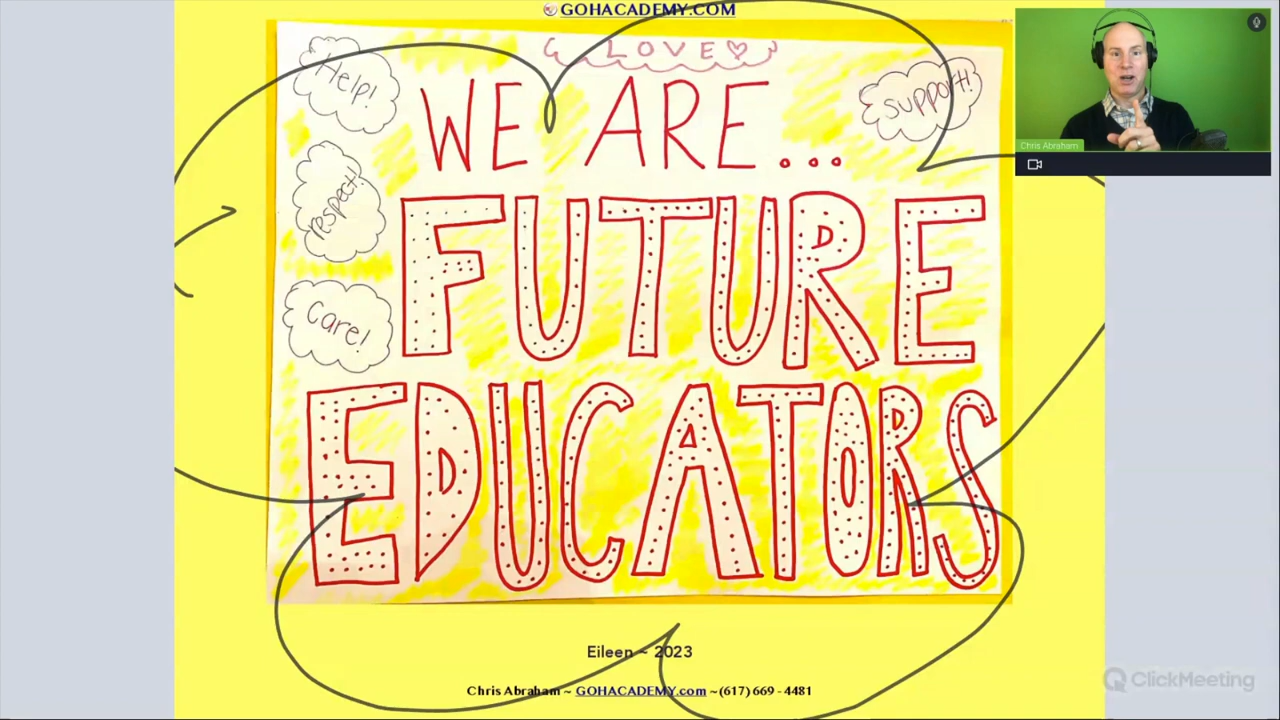 GOHACADEMY.COM
LOVE
Help!
WE ARE...
support!
respect!
FUTURE
Care!
EDUCATORS
Eileen ~ 2023
Chris Abraham ~ GOHACADEMY.com ~(617) 669 - 4481
Chris Abraham
ClickMeeting